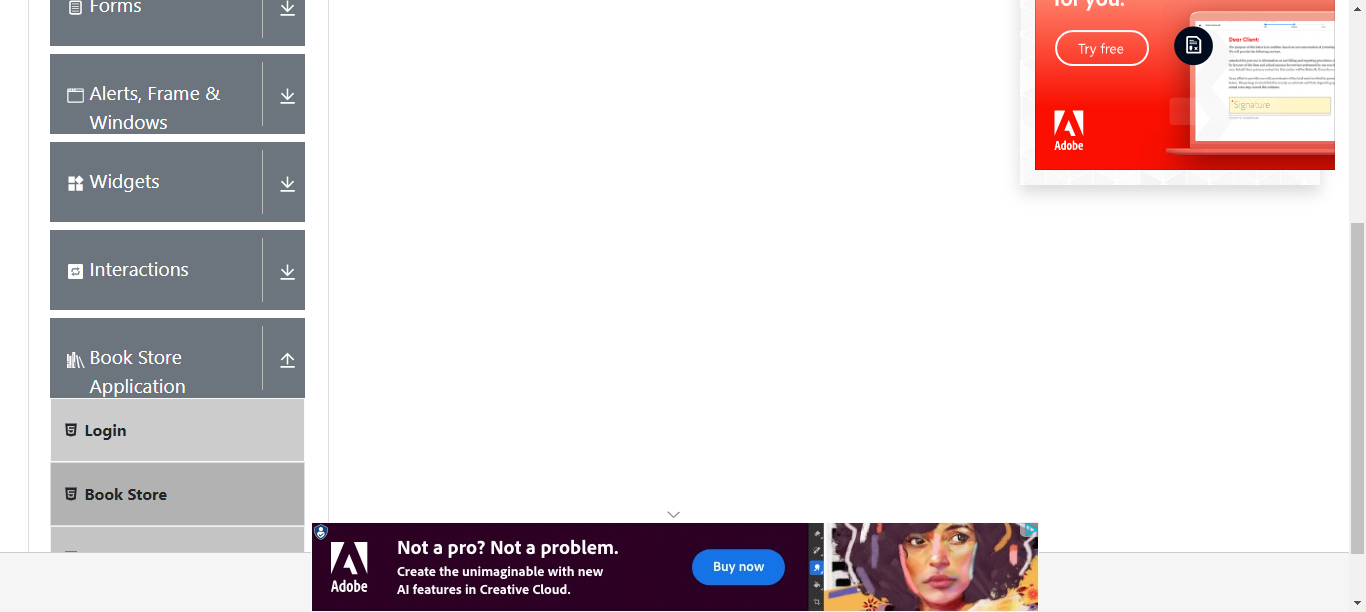 Forms
Alerts, Frame &
Windows
Widgets
Interactions
Book Store
Application
Login
Book Store
for you.
Try free
Adobe
Dear Client:
Signature
Adobe
Not a pro? Not a problem.
Create the unimaginable with new
AI features in Creative Cloud.
Buy now